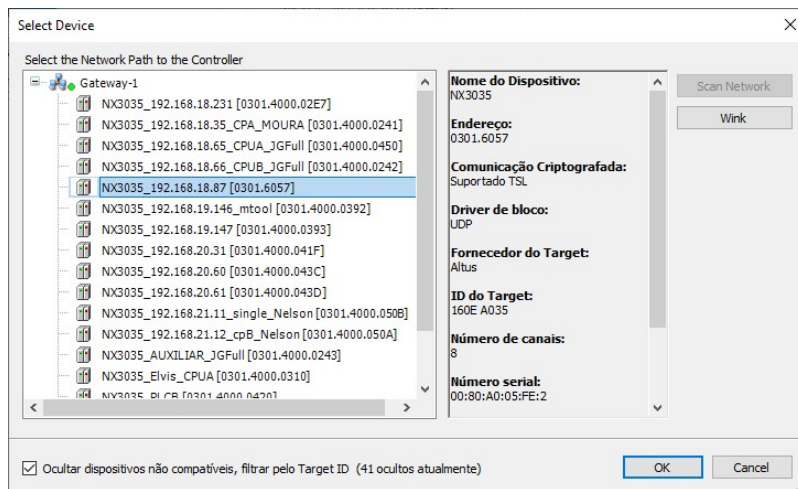 Select Device
Select the Network Path to the Controller
Gateway-1
NX3035_192.168.18.231 [0301.4000.02E7]
NX3035_192.168.18.35_CPA_MOURA [0301.4000.0241]
NX3035_192.168.18.65_CPUA_JGFull [0301.4000.0450]
NX3035_192.168.18.66_CPUB_JGFull [0301.4000.0242]
NX3035_192.168.18.87 [0301.6057]
NX3035_192.168.19.146_mtool [0301.4000.0392]
NX3035_192.168.19.147 [0301.4000.0393]
NX3035_192.168.20.31 [0301.4000.041F]
NX3035_192.168.20.60 [0301.4000.043C]
NX3035_192.168.20.61 [0301.4000.043D]
NX3035_192.168.21.11_single_Nelson [0301.4000.050B]
NX3035_192.168.21.12_cpB_Nelson [0301.4000.050A]
NX3035_AUXILIAR_JGFull [0301.4000.0243]
NX3035_Elvis_CPUA [0301.4000.0310]
NX3035_PLCB [0301.4000.0420]
Nome do Dispositivo:
NX3035
Endereço:
0301.6057
Comunicação Criptografada:
Suportado TSL
Driver de bloco:
UDP
Fornecedor do Target:
Altus
ID do Target:
160E A035
Número de canais:
8
Número serial:
00:80:A0:05:FE:2
Scan Network
Wink
Ocultar dispositivos não compatíveis, filtrar pelo Target ID (41 ocultos atualmente)
OK
Cancel